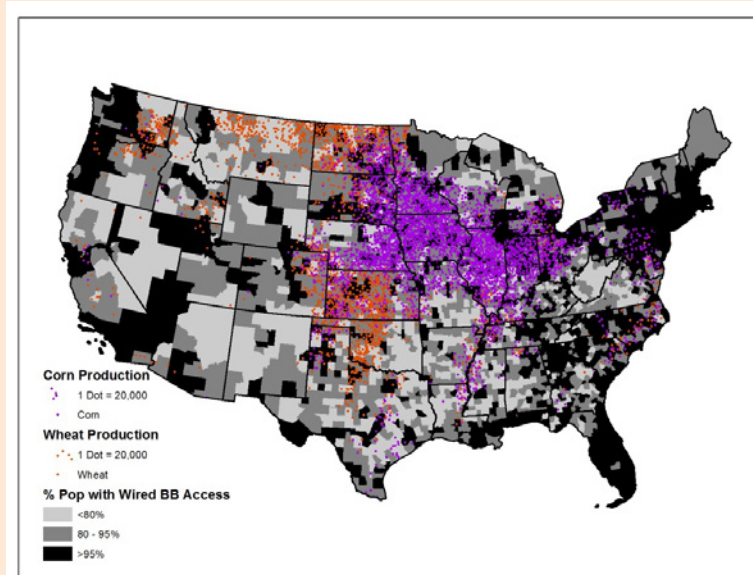 Corn Production
1 Dot = 20,000
Corn
Wheat Production
1 Dot = 20,000
Wheat
% Pop with Wired BB Access
<80%
80 - 95%
>95%